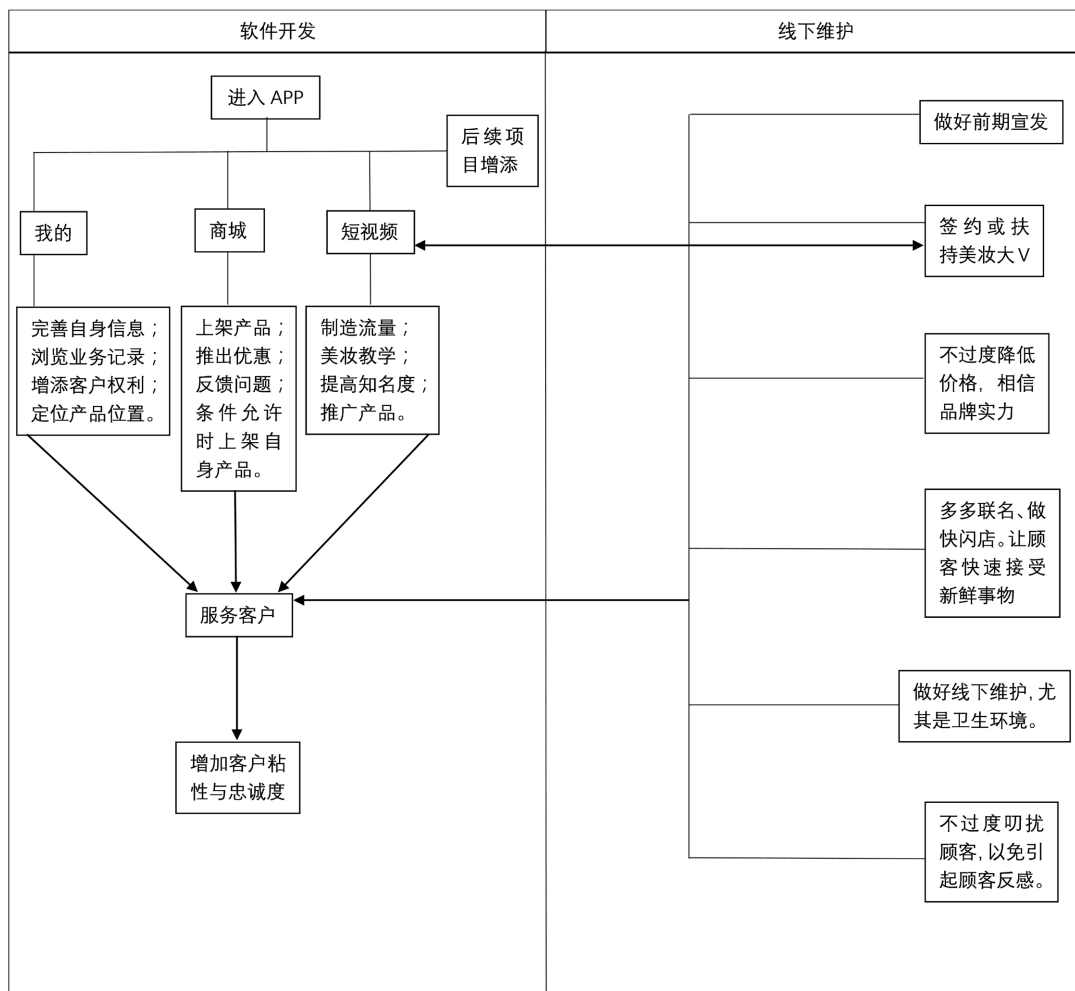 软件开发
线下维护
进入 APP
后续项
目增添
我的
商城
短视频
完善自身信息；
浏览业务记录；
增添客户权利；
定位产品位置。
上架产品；
推出优惠；
反馈问题；
条件允许
时上架自
身产品。
制造流量；
美妆教学；
提高知名度；
推广产品。
服务客户
增加客户粘
性与忠诚度
做好前期宣发
签约或扶
持美妆大V
不过度降低
价格，相信
品牌实力
多多联名、做
快闪店。让顾
客快速接受
新鲜事物
做好线下维护，尤
其是卫生环境。
不过度叨扰
顾客，以免引
起顾客反感。